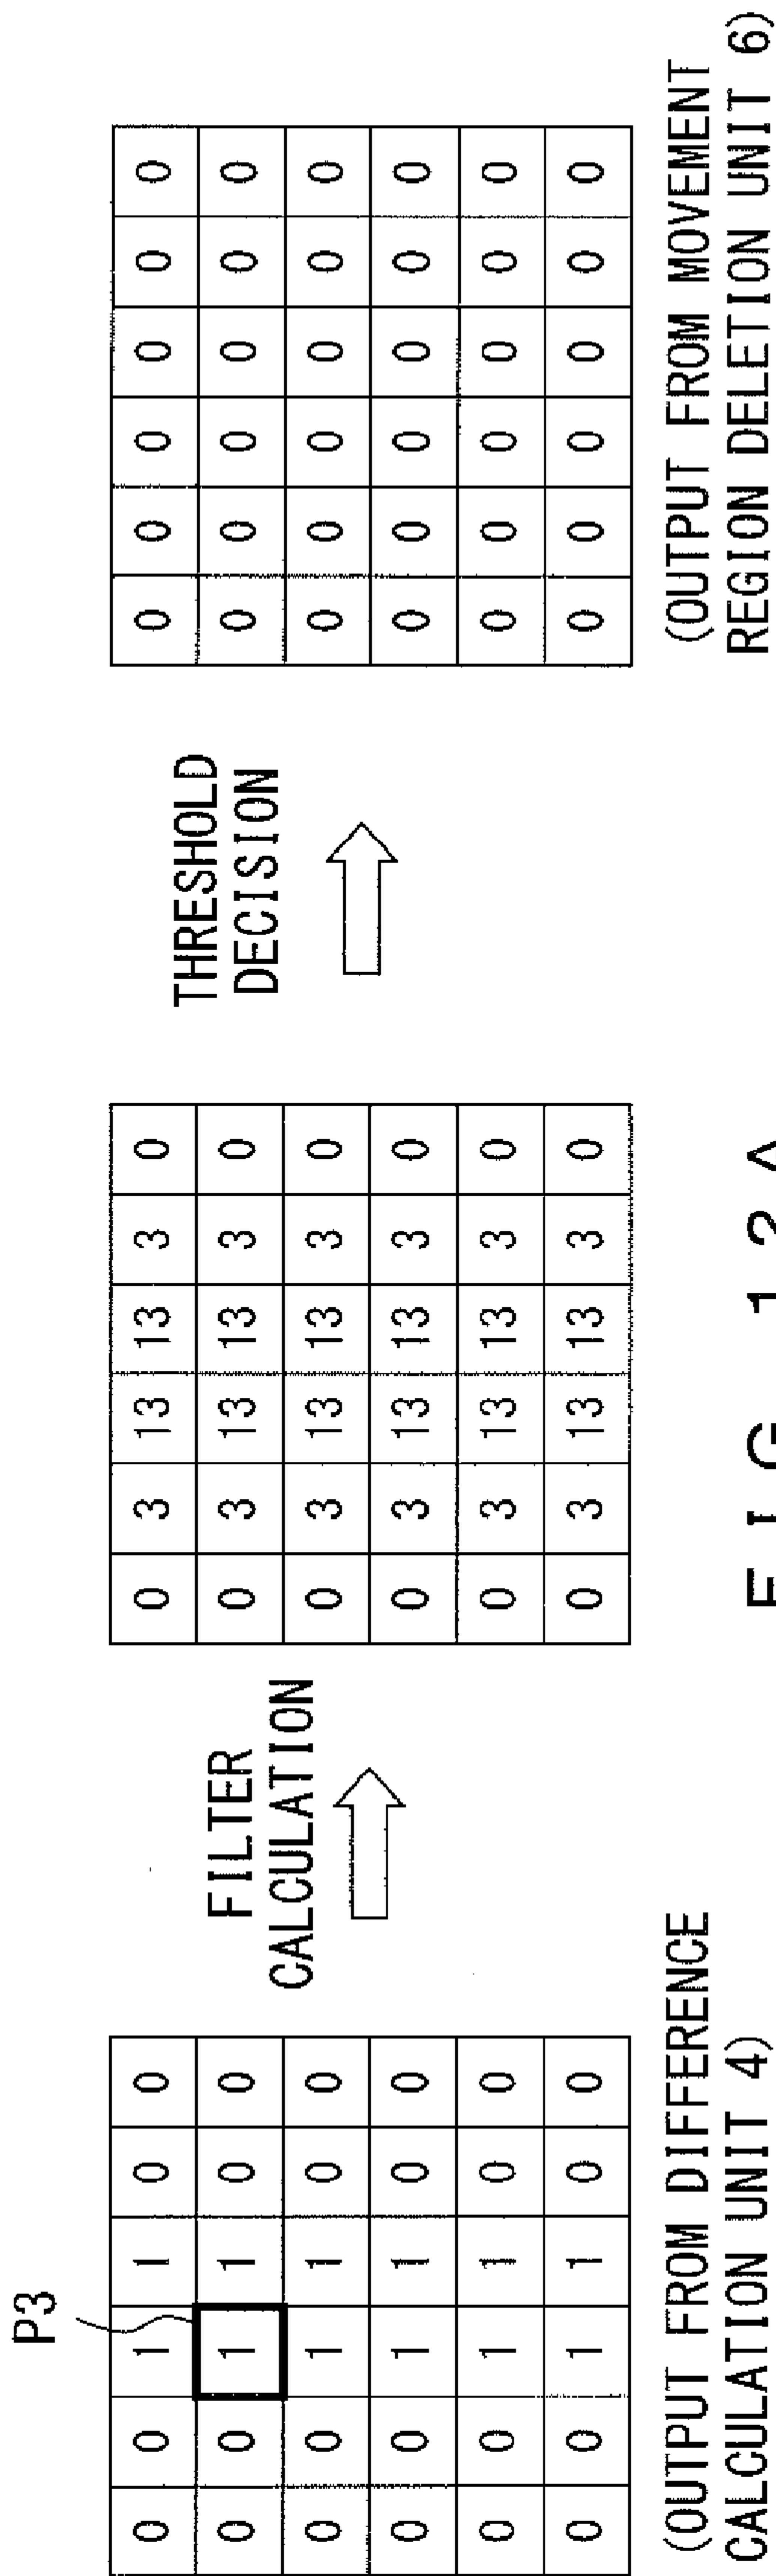 P3
0 0 1 1 0 0
0 0 1 1 0 0
0 0 1 1 0 0
0 0 1 1 0 0
0 0 1 1 0 0
0 0 1 1 0 0
(OUTPUT FROM DIFFERENCE
CALCULATION UNIT 4)
FILTER
CALCULATION
0 3 13 13 3 0
0 3 13 13 3 0
0 3 13 13 3 0
0 3 13 13 3 0
0 3 13 13 3 0
0 3 13 13 3 0
THRESHOLD
DECISION
0 0 0 0 0 0
0 0 0 0 0 0
0 0 0 0 0 0
0 0 0 0 0 0
0 0 0 0 0 0
0 0 0 0 0 0
(OUTPUT FROM MOVEMENT
REGION DELETION UNIT 6)